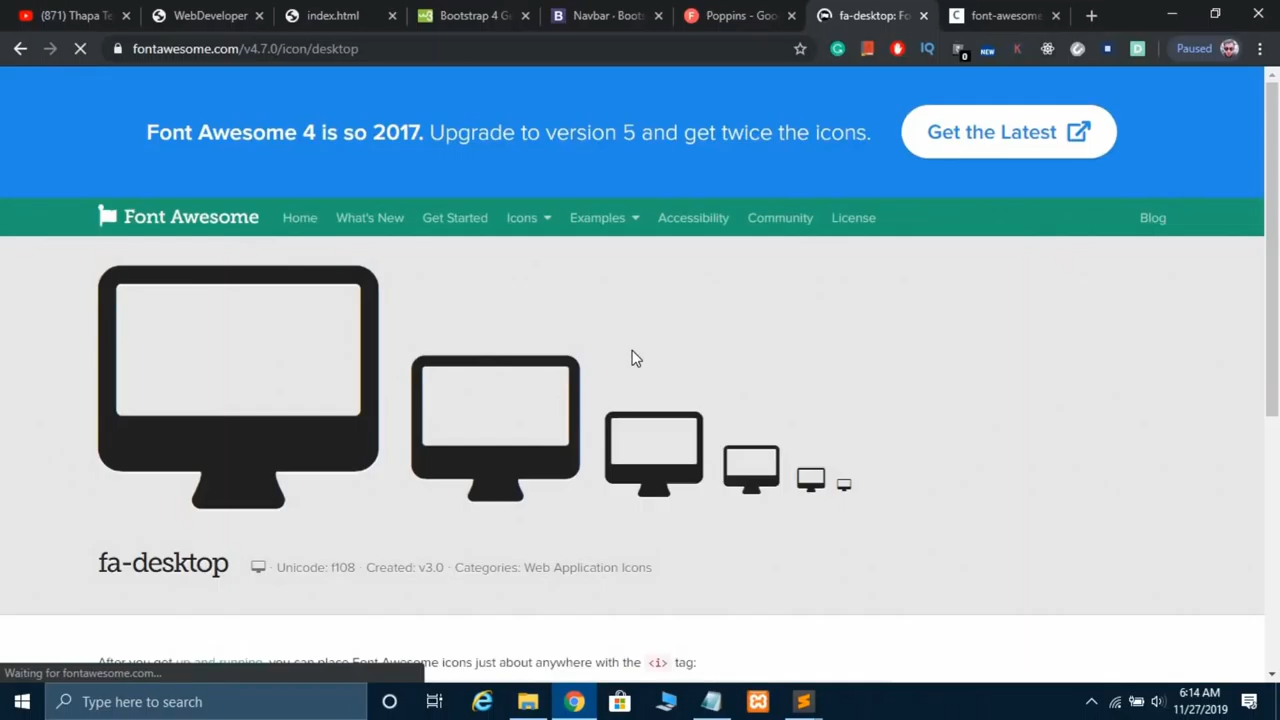 (871) Thapa Te
WebDeveloper
index.html
Bootstrap 4 Ge
Navbar · Boots
Poppins - Goo
fa-desktop: Fo
font-awesome
fontawesome.com/v4.7.0/icon/desktop
IQ
0
NEW
K
D
Paused
Font Awesome 4 is so 2017. Upgrade to version 5 and get twice the icons.
Get the Latest
Font Awesome
Home
What's New
Get Started
Icons
Examples
Accessibility
Community
License
Blog
fa-desktop
· Unicode: f108 · Created: v3.0 · Categories: Web Application Icons
After you get up and running, you can place Font Awesome icons just about anywhere with the <i> tag:
Waiting for fontawesome.com...
Type here to search
6:14 AM
11/27/2019